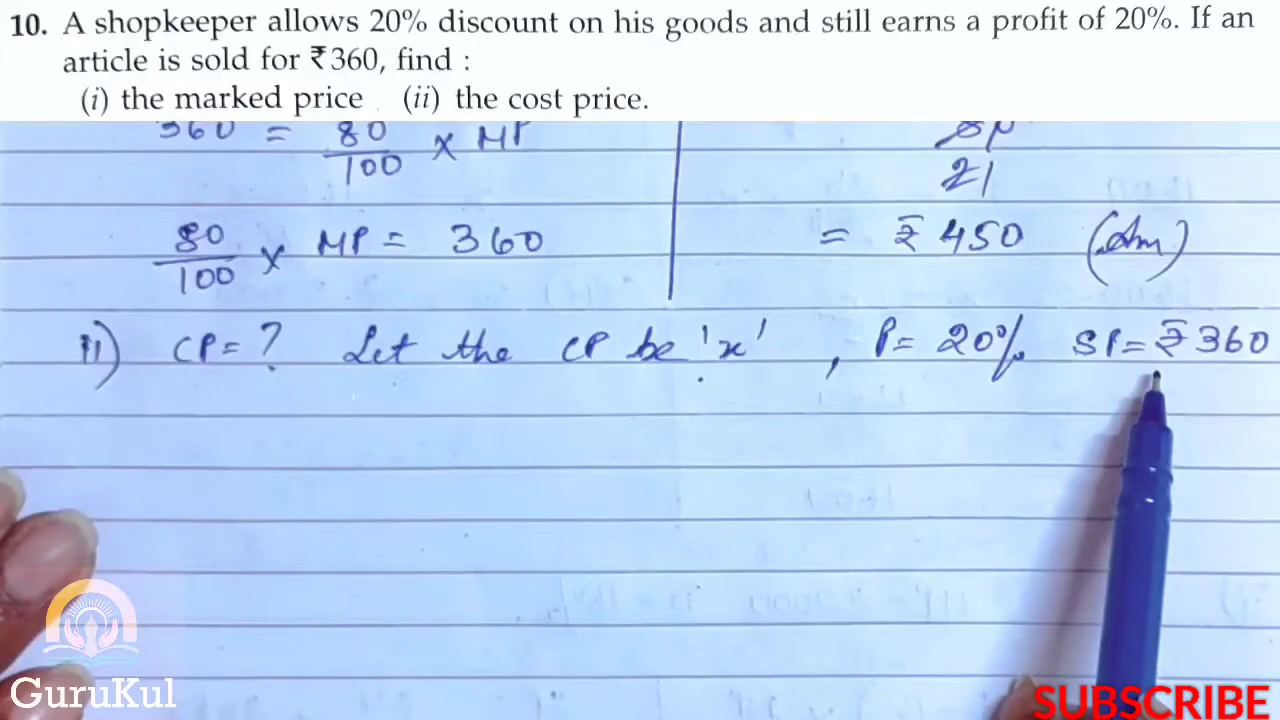 10. A shopkeeper allows 20% discount on his goods and still earns a profit of 20%. If an
article is sold for ₹360, find :
(i) the marked price (ii) the cost price.
360 = 80/100 × MP
80/100 × MP = 360
= ₹ 450 (Ans)
ii) CP = ? Let the CP be 'x' , P = 20% SP = ₹360
GuruKul
SUBSCRIBE